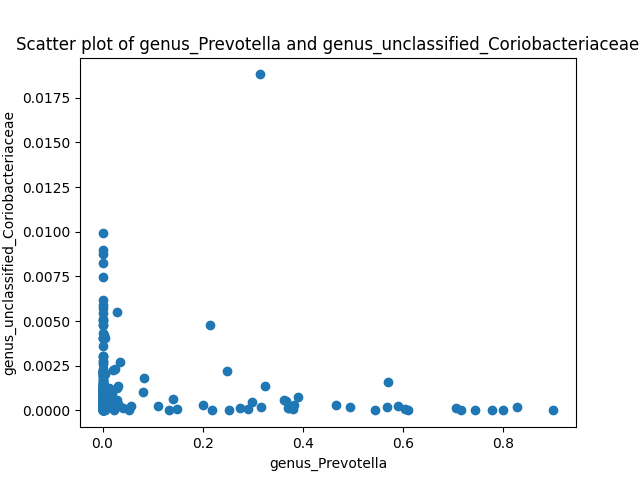 Scatter plot of genus_Prevotella and genus_unclassified_Coriobacteriaceae
genus_unclassified_Coriobacteriaceae
0.0175
0.0150
0.0125
0.0100
0.0075
0.0050
0.0025
0.0000
0.0 0.2 0.4 0.6 0.8
genus_Prevotella